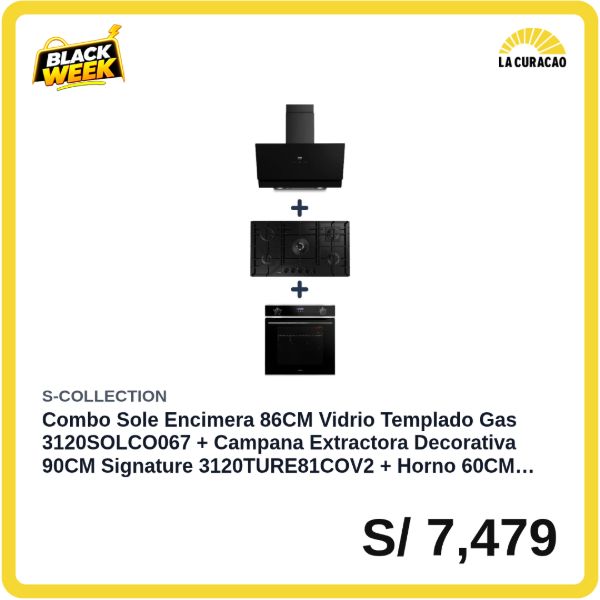 BLACK
WEEK
LA CURACAO
S-COLLECTION
Combo Sole Encimera 86CM Vidrio Templado Gas
3120SOLCO067 + Campana Extractora Decorativa
90CM Signature 3120TURE81COV2 + Horno 60CM…
S/ 7,479